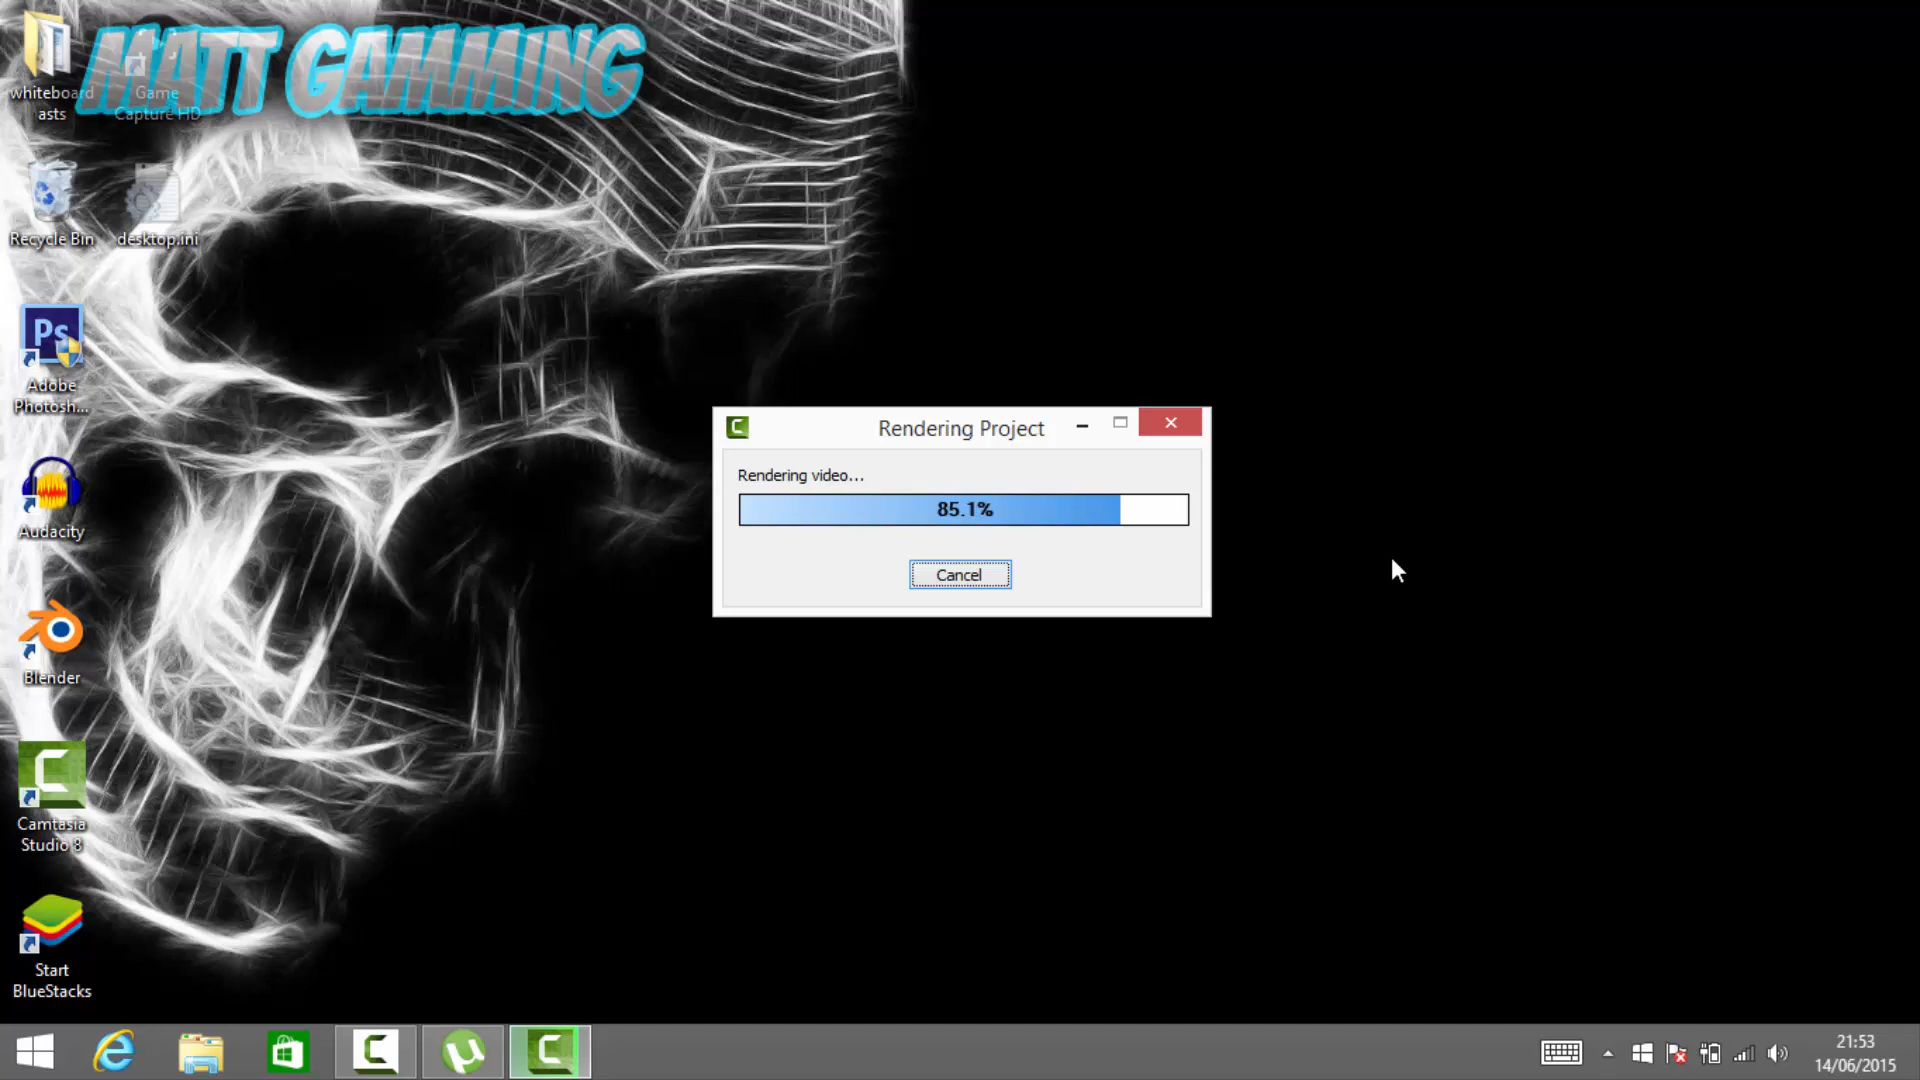 MATT GAMMING
whiteboard
asts
Game
Capture HD
Recycle Bin
desktop.ini
Ps
Adobe
Photosh...
Audacity
Blender
Camtasia
Studio 8
Start
BlueStacks
Rendering Project
Rendering video...
85.1%
Cancel
21:53
14/06/2015